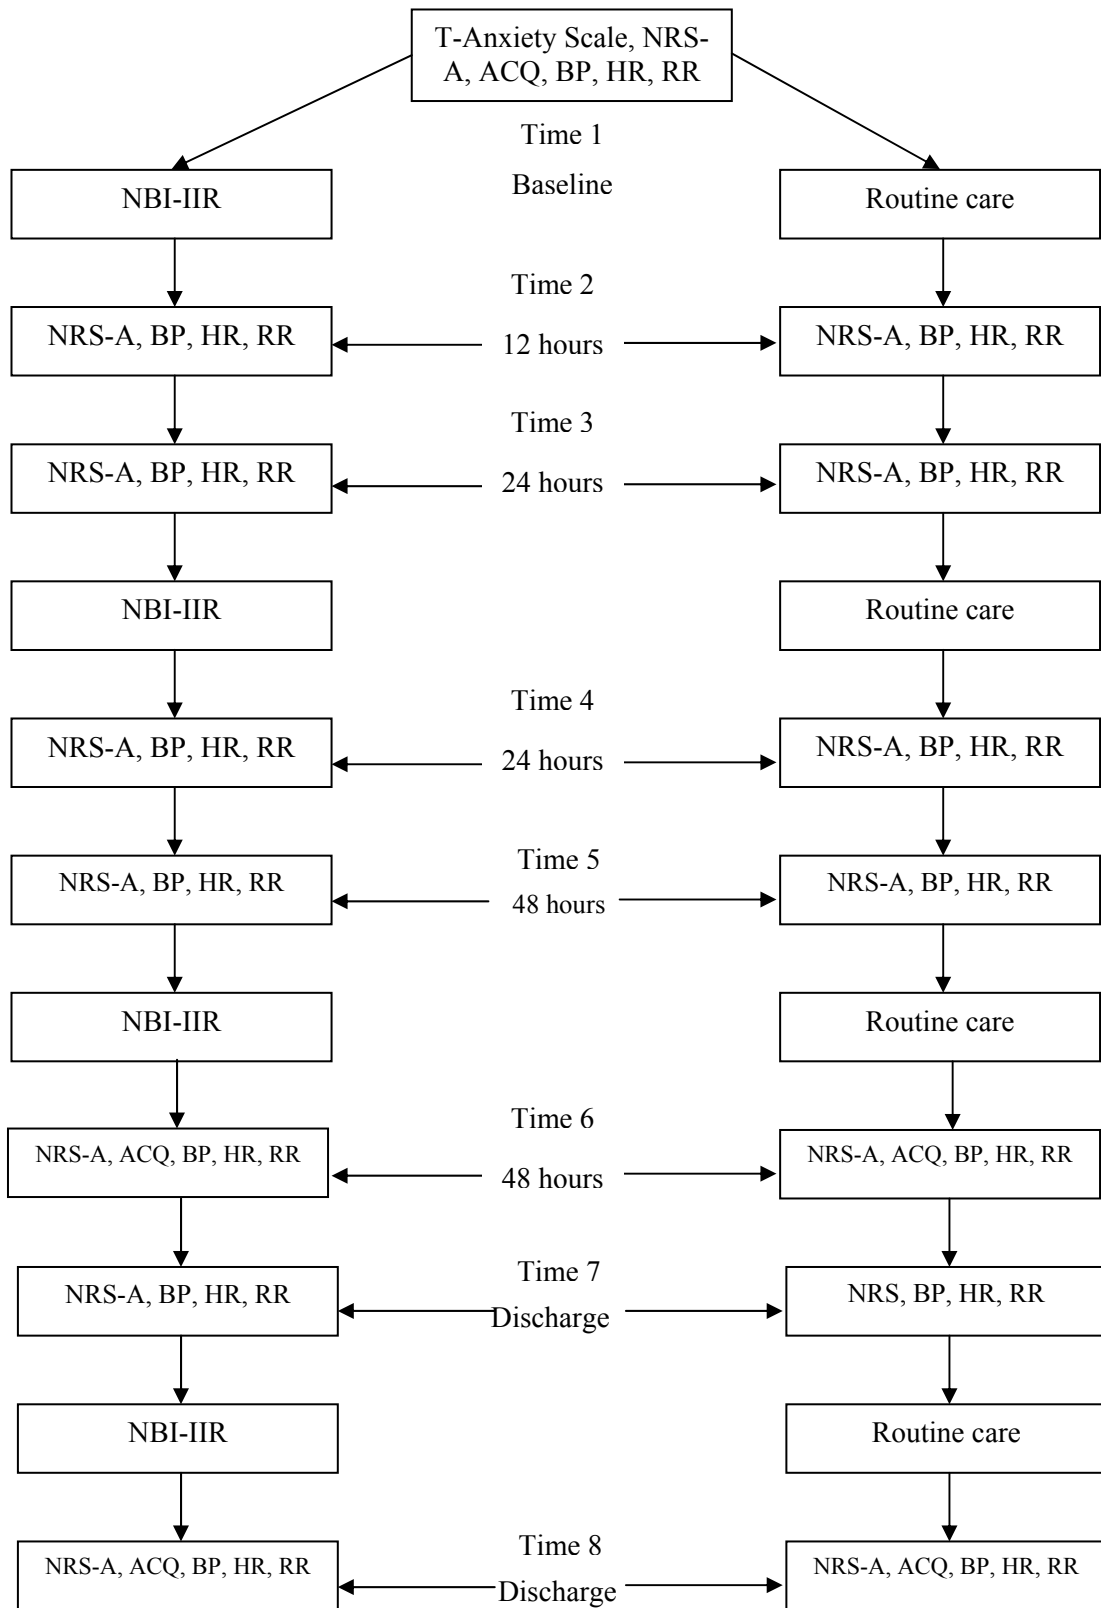 T-Anxiety Scale, NRS-
A, ACQ, BP, HR, RR
Time 1
Baseline
NBI-IIR
Routine care
Time 2
12 hours
NRS-A, BP, HR, RR
NRS-A, BP, HR, RR
Time 3
24 hours
NRS-A, BP, HR, RR
NRS-A, BP, HR, RR
NBI-IIR
Routine care
Time 4
24 hours
NRS-A, BP, HR, RR
NRS-A, BP, HR, RR
Time 5
48 hours
NRS-A, BP, HR, RR
NRS-A, BP, HR, RR
NBI-IIR
Routine care
Time 6
48 hours
NRS-A, ACQ, BP, HR, RR
NRS-A, ACQ, BP, HR, RR
Time 7
Discharge
NRS-A, BP, HR, RR
NRS, BP, HR, RR
NBI-IIR
Routine care
Time 8
Discharge
NRS-A, ACQ, BP, HR, RR
NRS-A, ACQ, BP, HR, RR